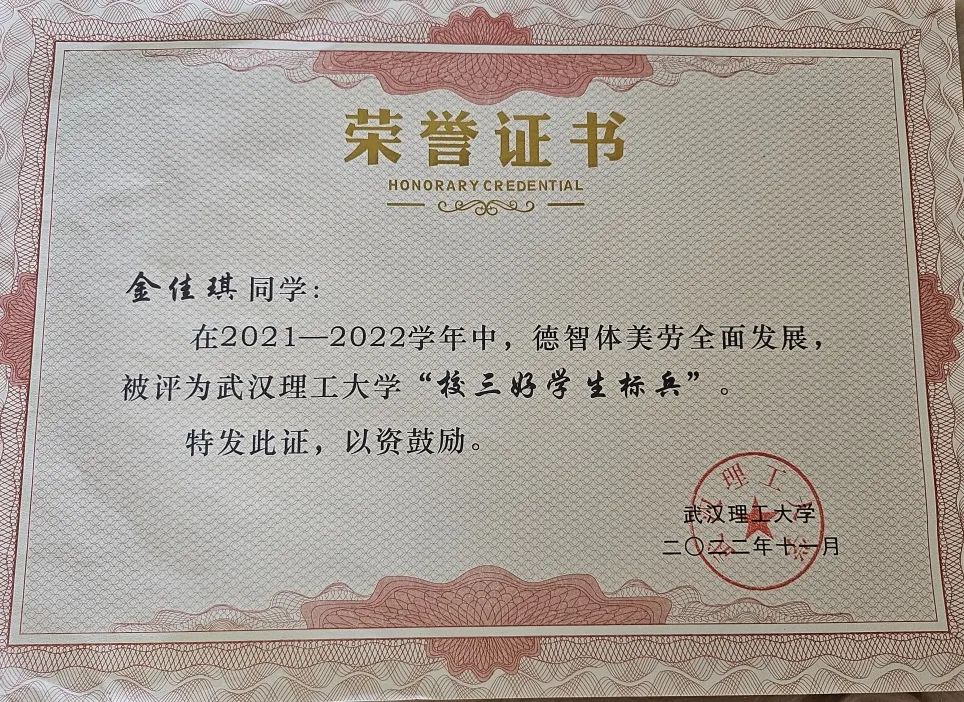 荣誉证书
HONORARY CREDENTIAL
金佳琪同学：
在2021—2022学年中，德智体美劳全面发展，
被评为武汉理工大学“校三好学生标兵”。
特发此证，以资鼓励。
武汉理工大学
二〇二二年十一月